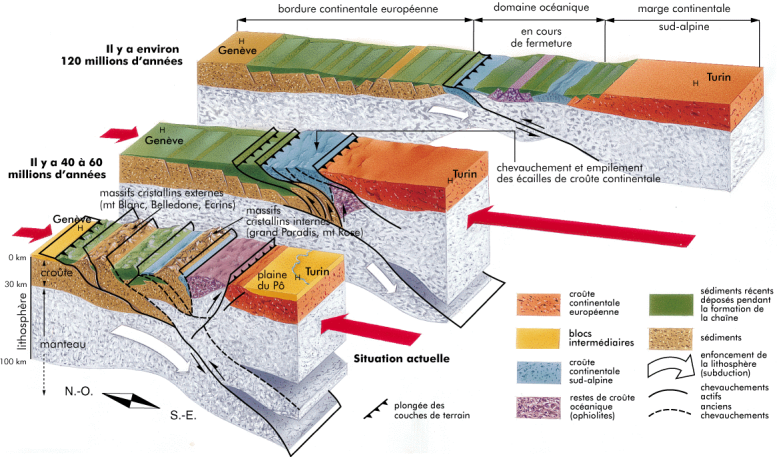 bordure continentale européenne
domaine océanique
marge continentale
sud-alpine
en cours
de fermeture
Il y a environ
120 millions d'années
H
Genève
H
Turin
Il y a 40 à 60
millions d'années
H
Genève
H
Turin
chevauchement et empilement
des écailles de croûte continentale
massifs cristallins externes
(mt Blanc, Belledone, Ecrins)
massifs
cristallins internes
(grand Paradis, mt Rose)
Genève
H
plaine
du Pô
H
Turin
0 km
croûte
30 km
lithosphère
manteau
100 km
Situation actuelle
N.-O.
S.-E.
plongée des
couches de terrain
croûte
continentale
européenne
blocs
intermédiaires
croûte
continentale
sud-alpine
restes de croûte
océanique
(ophiolites)
sédiments récents
déposés pendant
la formation de
la chaîne
sédiments
enfoncement de
la lithosphère
(subduction)
chevauchements
actifs
anciens
chevauchements